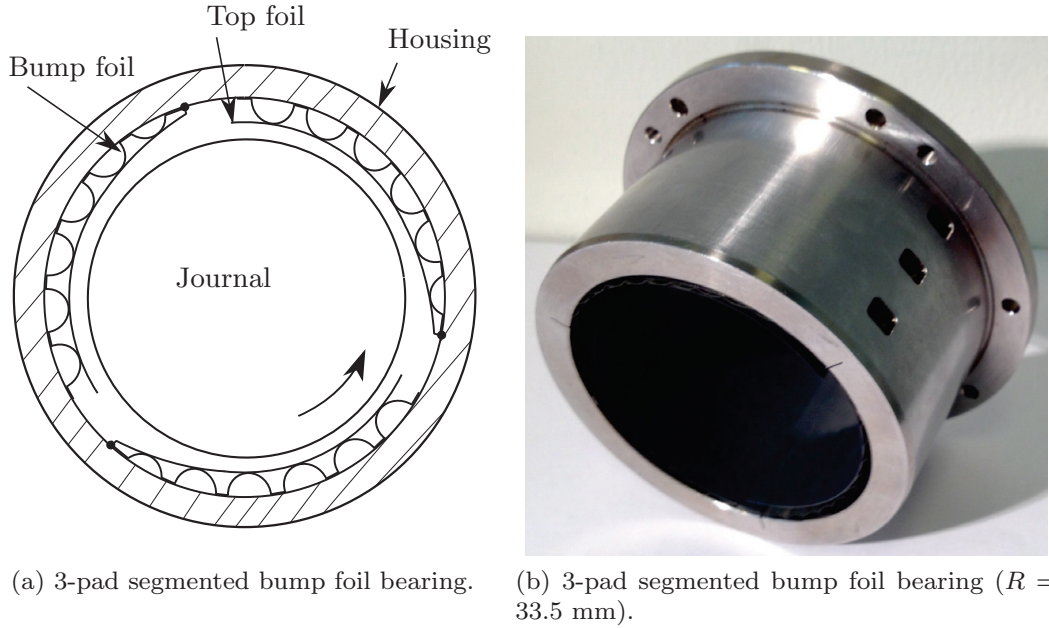 Top foil
Housing
Bump foil
Journal
(a) 3-pad segmented bump foil bearing.
(b) 3-pad segmented bump foil bearing (R =
33.5 mm).